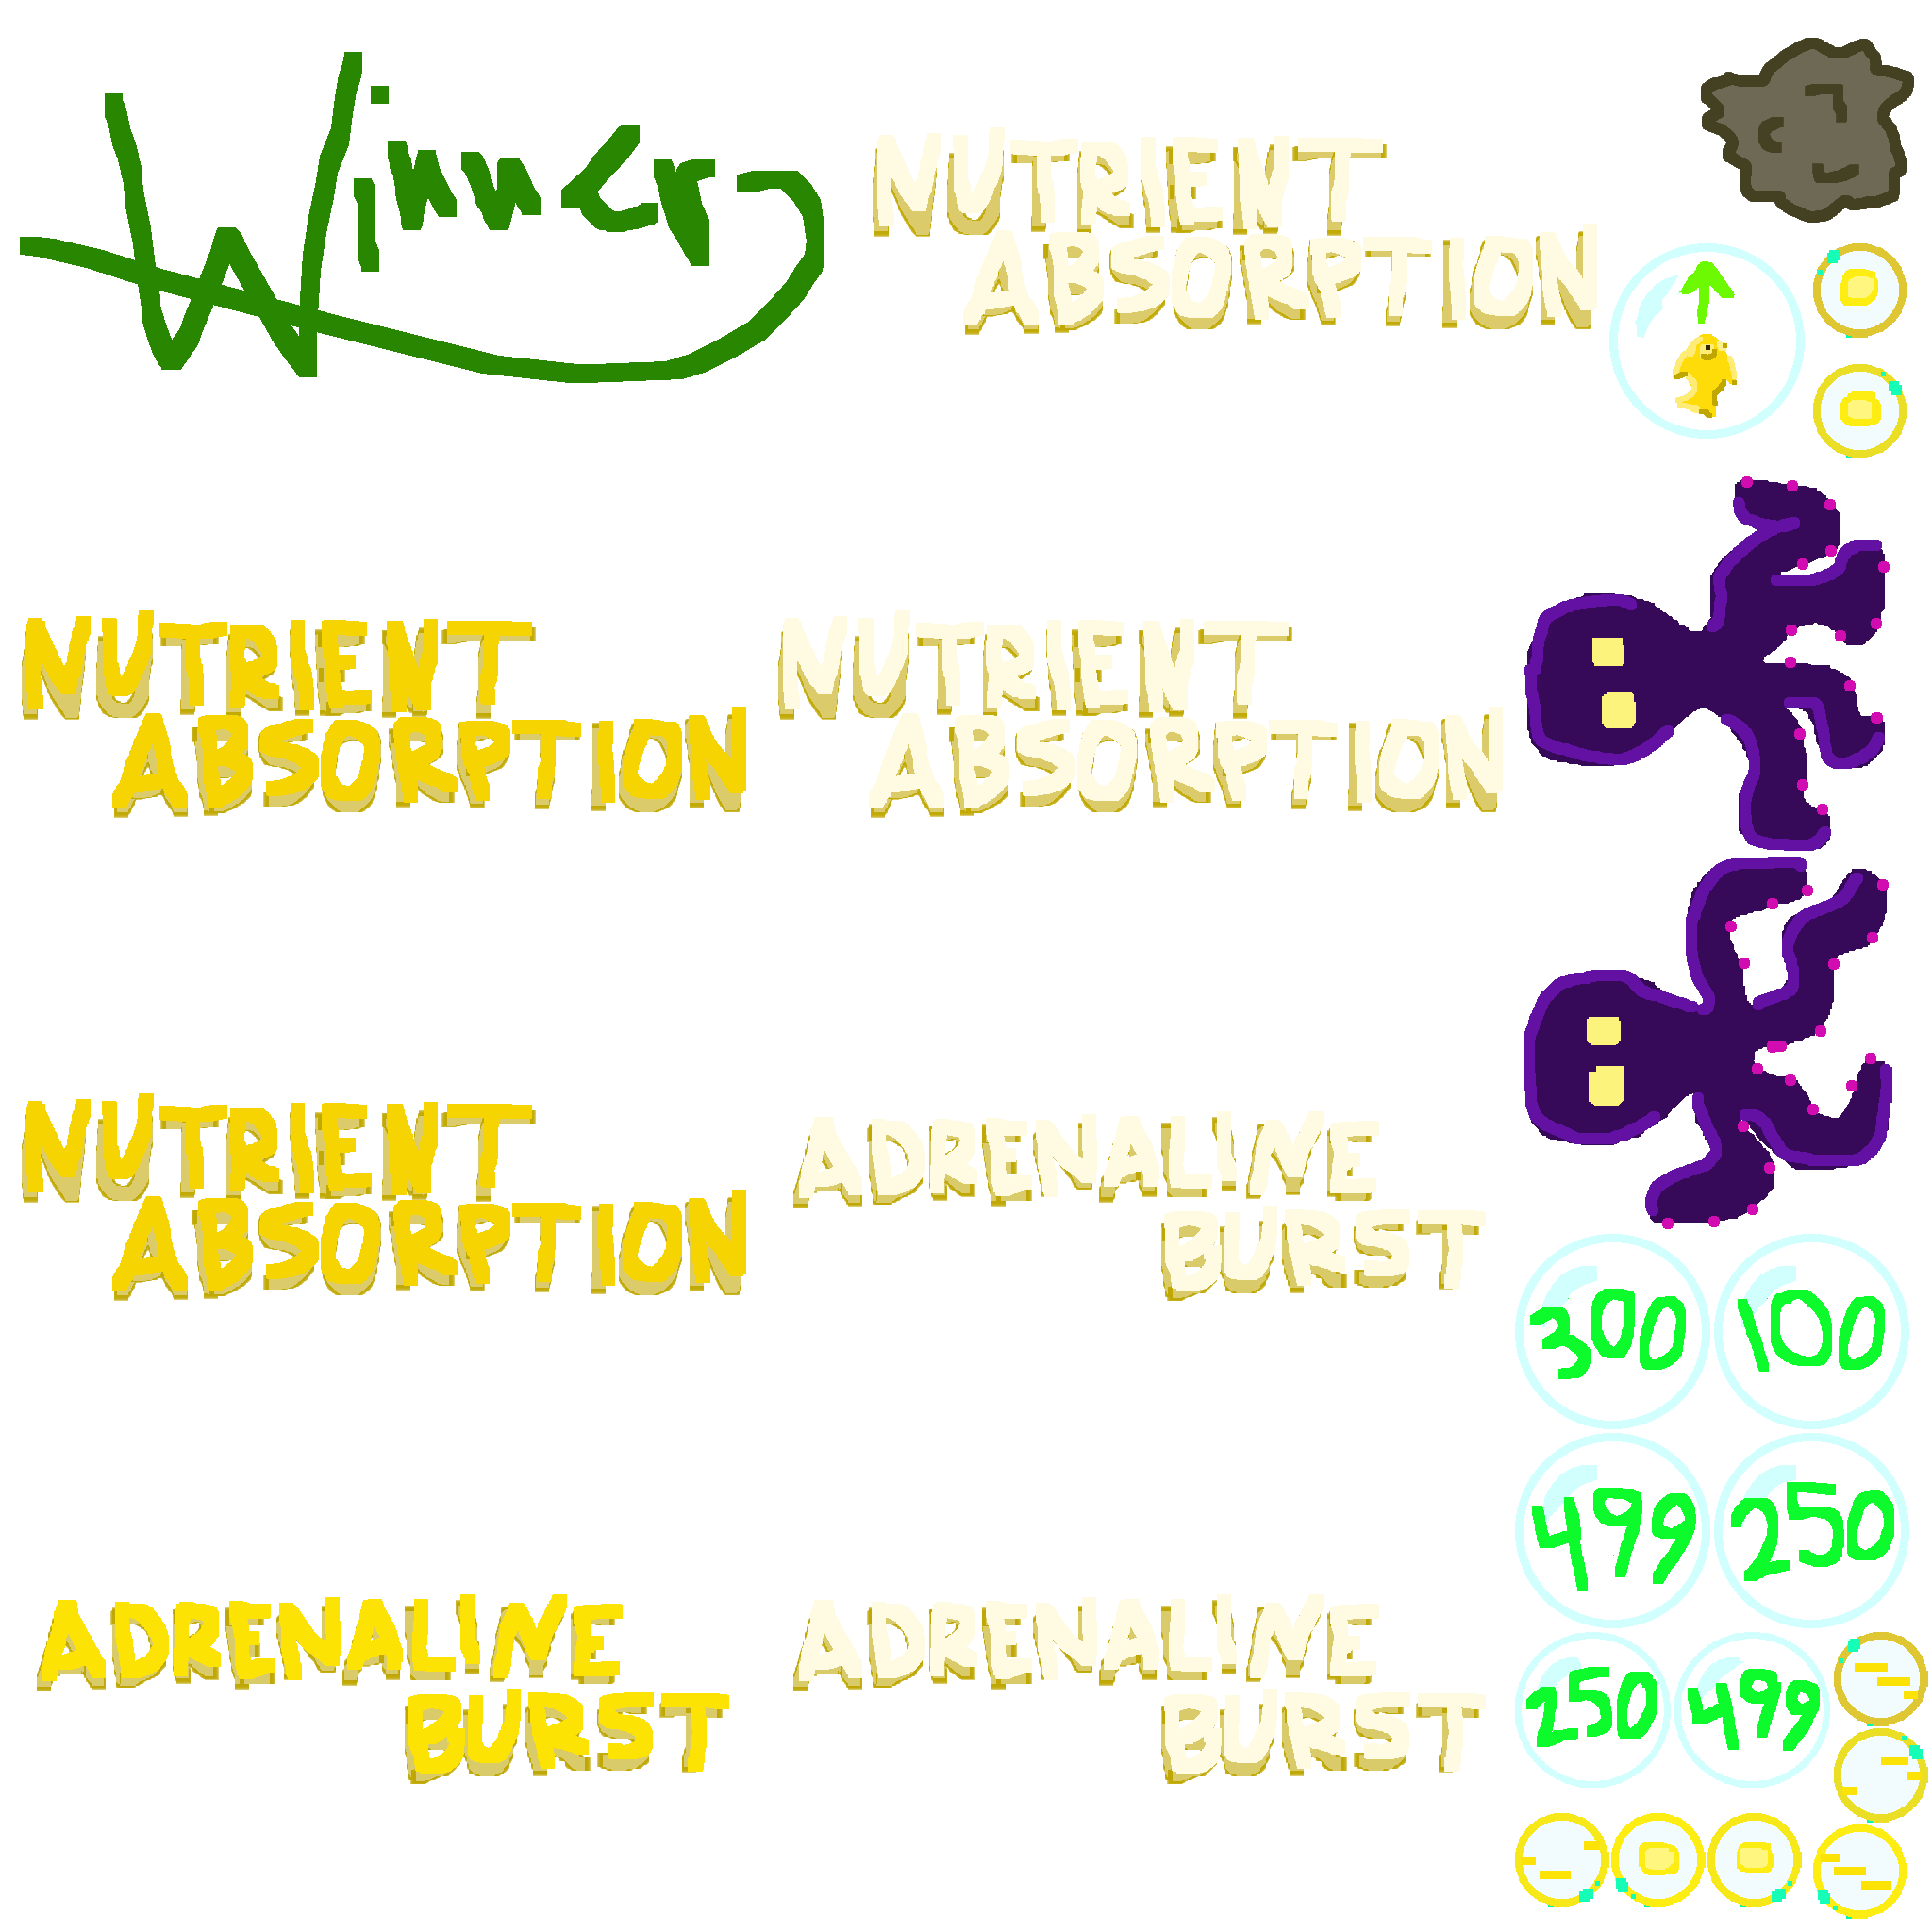 Winner
NUTRIENT
ABSORPTION
NUTRIENT
ABSORPTION
NUTRIENT
ABSORPTION
NUTRIENT
ABSORPTION
ADRENALINE
BURST
300
100
499
250
ADRENALINE
BURST
ADRENALINE
BURST
250
499